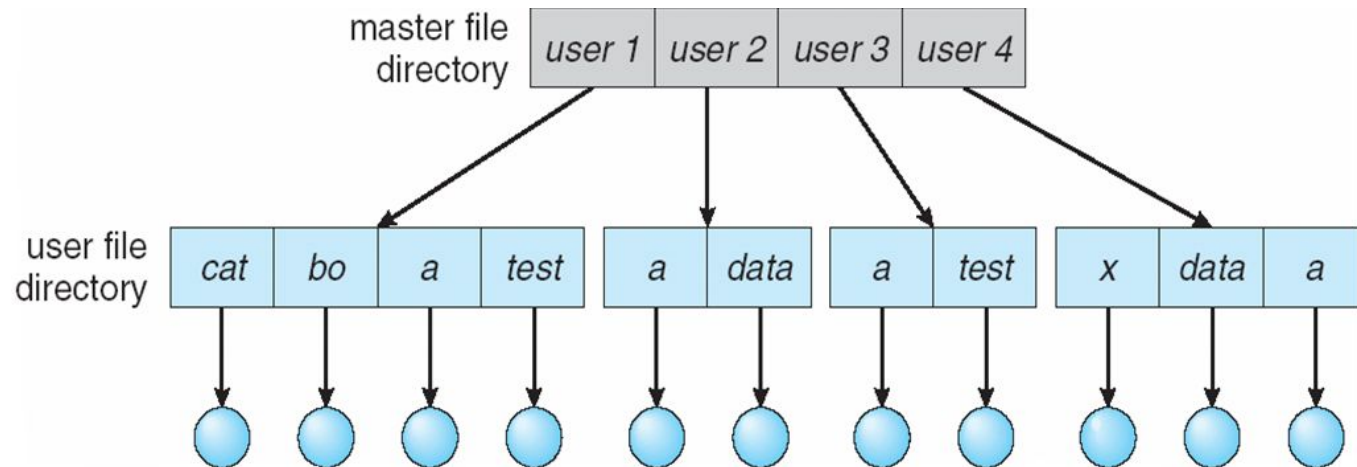 master file directory
user 1 user 2 user 3 user 4
user file directory
cat bo a test a data a test x data a